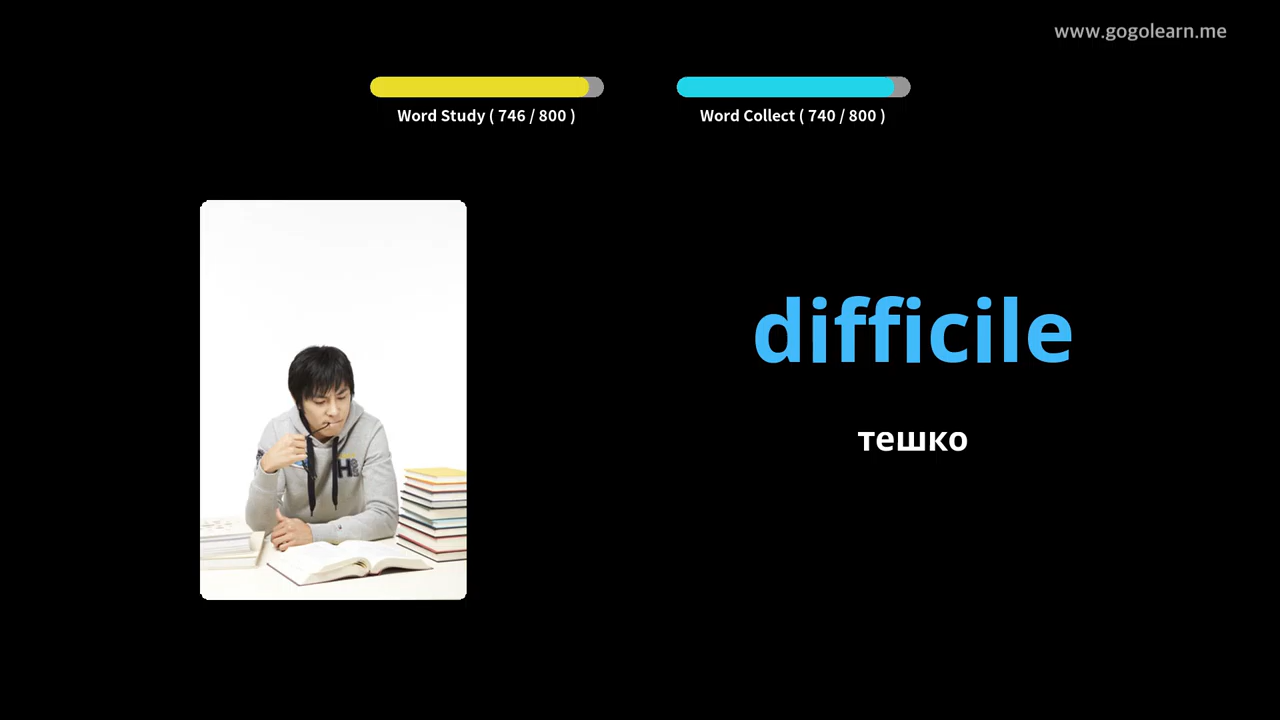 www.gogolearn.me
Word Study ( 746 / 800 )
Word Collect ( 740 / 800 )
difficile
тешко
H